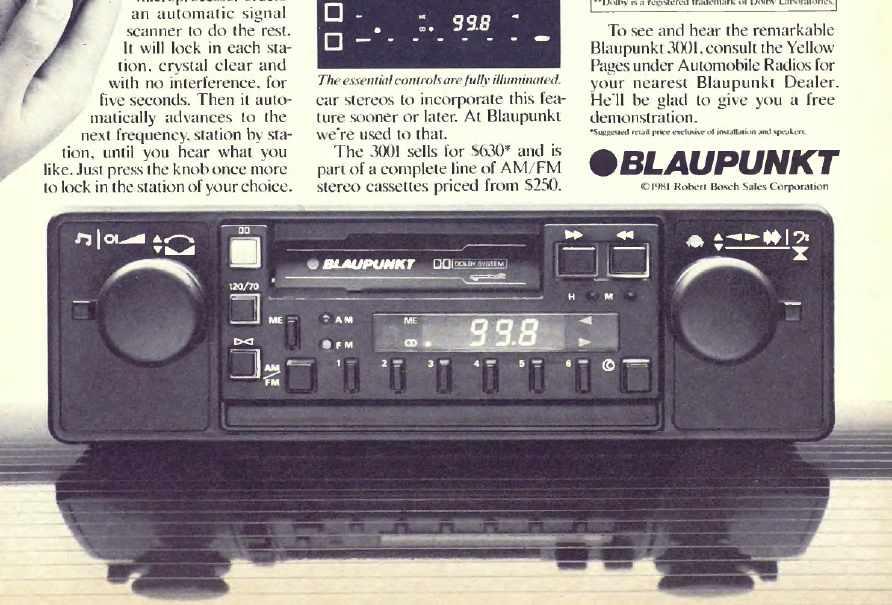 an automatic signal
scanner to do the rest.
It will lock in each sta-
tion, crystal clear and
with no interference, for
five seconds. Then it auto-
matically advances to the
next frequency, station by sta-
tion, until you hear what you
like. Just press the knob once more
to lock in the station of your choice.
99.8
The essential controls are fully illuminated.
car stereos to incorporate this fea-
ture sooner or later. At Blaupunkt
we're used to that.
The 3001 sells for $630* and is
part of a complete line of AM/FM
stereo cassettes priced from $250.
**Dolby is a registered trademark of Dolby Laboratories.
To see and hear the remarkable
Blaupunkt 3001, consult the Yellow
Pages under Automobile Radios for
your nearest Blaupunkt Dealer.
He'll be glad to give you a free
demonstration.
*Suggested retail price exclusive of installation and speakers.
BLAUPUNKT
©1981 Robert Bosch Sales Corporation
BLAUPUNKT DOLBY SYSTEM
120/70
H M
ME AM ME 99.8
FM
AM/FM 1 2 3 4 5 6